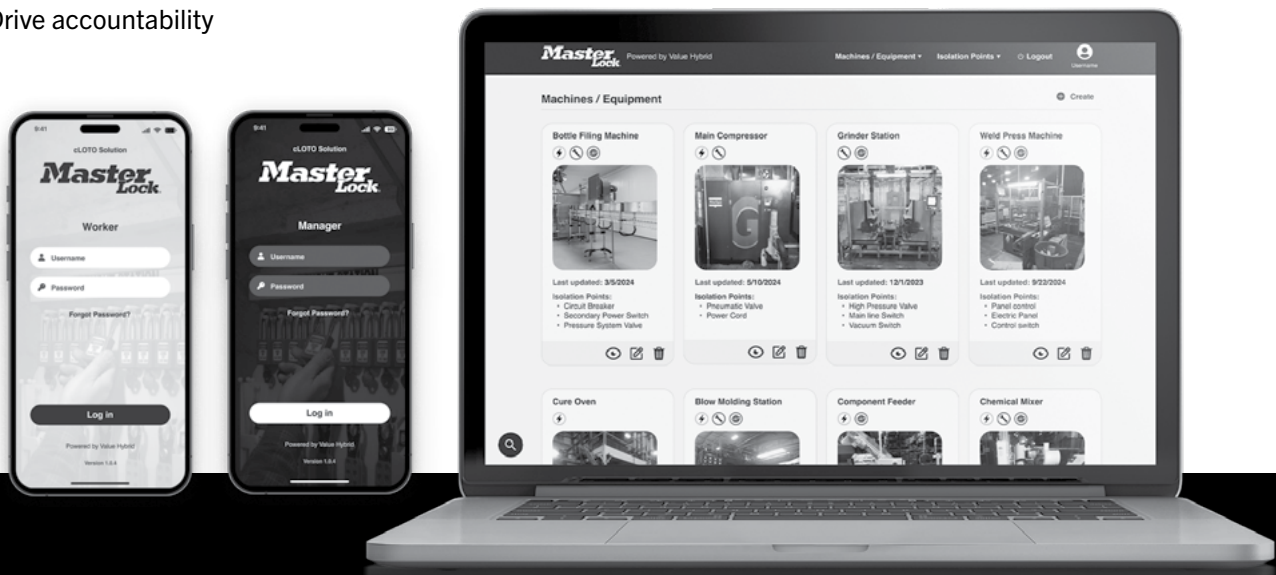 Drive accountability
9:41
cLOTO Solution
Master
Lock
Worker
Username
Password
Forgot Password?
Log in
Powered by Value Hybrid
Version 1.6.4
9:41
cLOTO Solution
Master
Lock
Manager
Username
Password
Forgot Password?
Log in
Powered by Value Hybrid
Version 1.6.4
Master
Lock
Powered by Value Hybrid
Machines / Equipment
Isolation Points
Logout
Username
Machines / Equipment
Create
Bottle Filing Machine
Last updated: 3/5/2024
Isolation Points:
• Circuit Breaker
• Secondary Power Switch
• Pressure System Valve
Main Compressor
G
Last updated: 5/10/2024
Isolation Points:
• Pneumatic Valve
• Power Cord
Grinder Station
Last updated: 12/1/2023
Isolation Points:
• High Pressure Valve
• Main line Switch
• Vacuum Switch
Weld Press Machine
Last updated: 9/22/2024
Isolation Points:
• Panel control
• Electric Panel
• Control switch
Cure Oven
Blow Molding Station
Component Feeder
Chemical Mixer